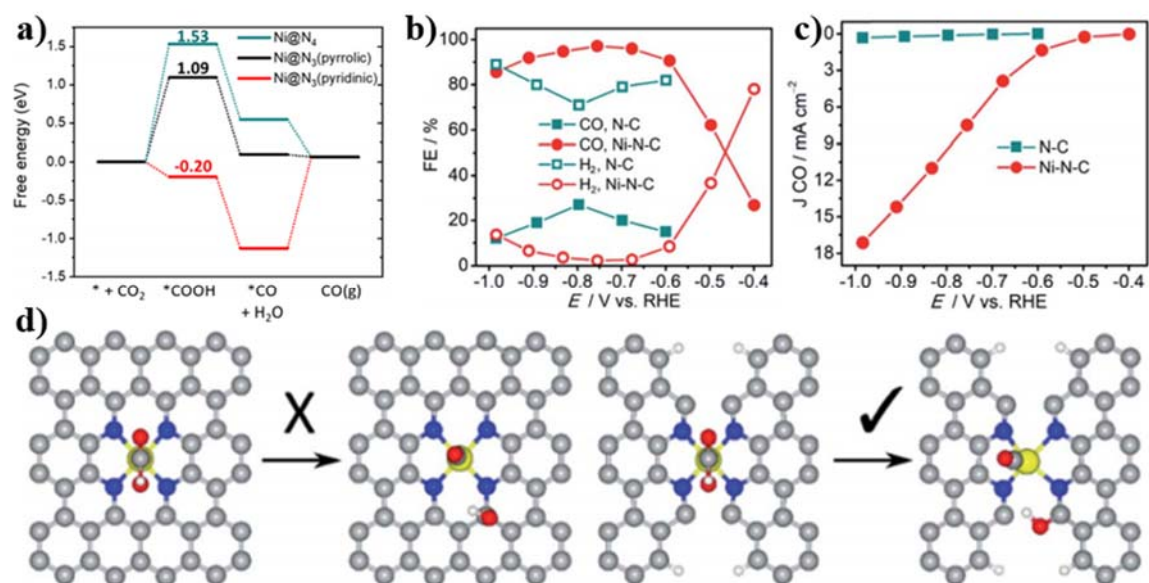 a)
Free energy (eV)
1.5
1.0
0.5
0.0
-0.5
-1.0
-1.5
1.53
1.09
-0.20
Ni@N₄
Ni@N₃(pyrrolic)
Ni@N₃(pyridinic)
* + CO₂
*COOH
*CO
+ H₂O
CO(g)
b)
FE / %
100
80
60
40
20
0
CO, N-C
CO, Ni-N-C
H₂, N-C
H₂, Ni-N-C
-1.0 -0.9 -0.8 -0.7 -0.6 -0.5 -0.4
E / V vs. RHE
c)
J CO / mA cm⁻²
0
3
6
9
12
15
18
N-C
Ni-N-C
-1.0 -0.9 -0.8 -0.7 -0.6 -0.5 -0.4
E / V vs. RHE
d)
X
✓